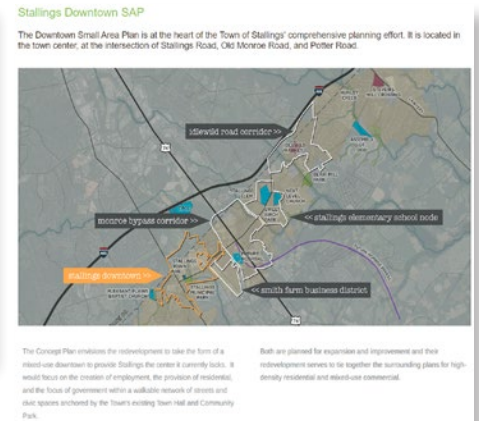 Stallings Downtown SAP
The Downtown Small Area Plan is at the heart of the Town of Stallings' comprehensive planning effort. It is located in
the town center, at the intersection of Stallings Road, Old Monroe Road, and Potter Road.
idlewild road corridor >>
monroe bypass corridor >>
<< stallings elementary school node
stallings downtown >>
<< smith farm business district
STALLINGS
MUNICIPAL
PARK
BAPTIST CHURCH
The Concept Plan envisions the redevelopment to take the form of a
mixed-use downtown to provide Stallings the center it currently lacks. It
would focus on the creation of employment, the provision of residential,
and the focus of government within a walkable network of streets and
civic spaces anchored by the Town's existing Town Hall and Community
Park.
Both are planned for expansion and improvement and their
redevelopment serves to tie together the surrounding plans for high-
density residential and mixed-use commercial.